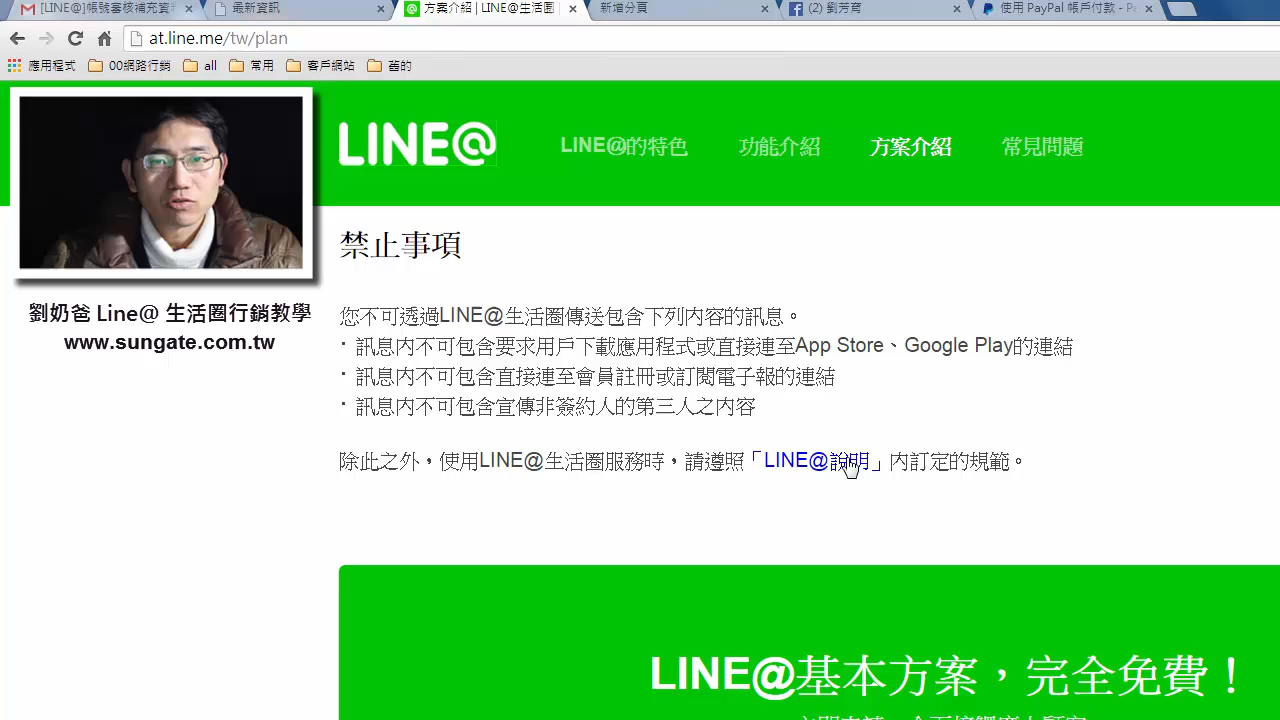 [LINE@]帳號審核補充資料
最新資訊
方案介紹 | LINE@生活圈
新增分頁
(2) 劉芳育
使用 PayPal 帳戶付款 - Pa
at.line.me/tw/plan
應用程式
00網路行銷
all
常用
客戶網站
舊的
LINE@
LINE@的特色
功能介紹
方案介紹
常見問題
劉奶爸 Line@ 生活圈行銷教學
www.sungate.com.tw
禁止事項
您不可透過LINE@生活圈傳送包含下列內容的訊息。
・訊息內不可包含要求用戶下載應用程式或直接連至App Store、Google Play的連結
・訊息內不可包含直接連至會員註冊或訂閱電子報的連結
・訊息內不可包含宣傳非簽約人的第三人之內容
除此之外，使用LINE@生活圈服務時，請遵照「LINE@說明」內訂定的規範。
LINE@基本方案，完全免費！